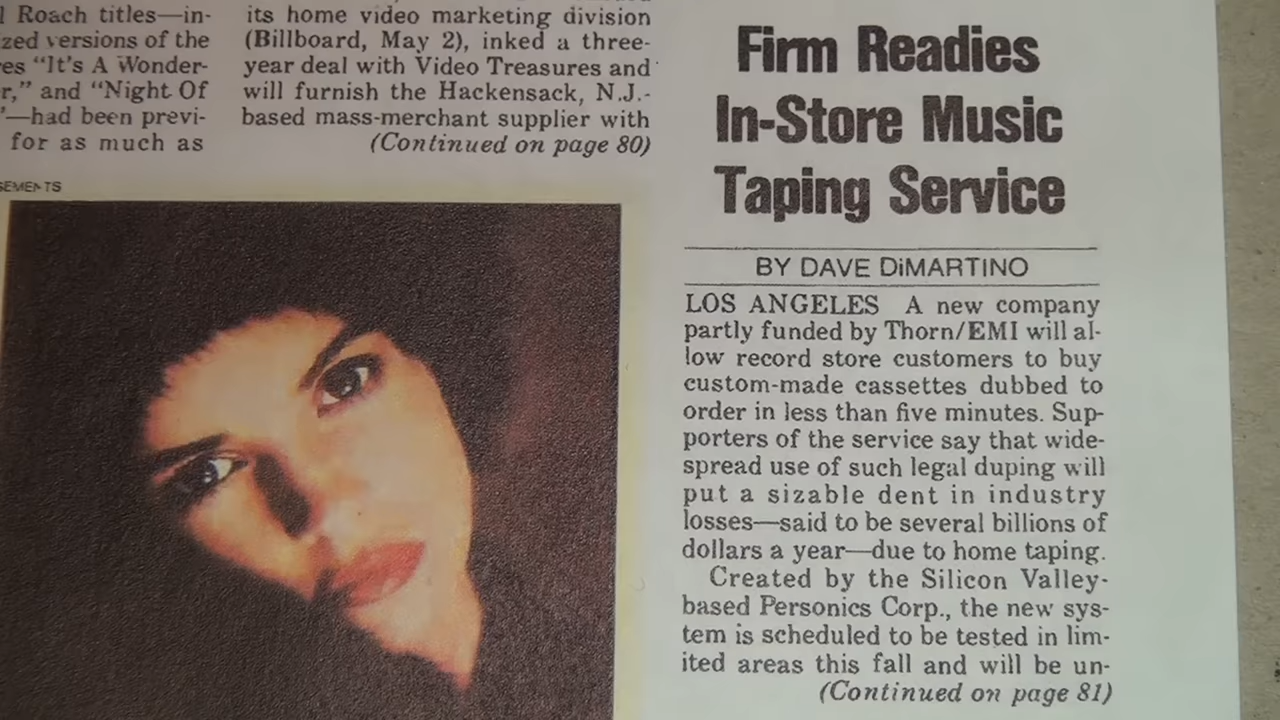 l Roach titles—in-
zed versions of the
es "It's A Wonder-
r," and "Night Of
"—had been previ-
for as much as
its home video marketing division
(Billboard, May 2), inked a three-
year deal with Video Treasures and
will furnish the Hackensack, N.J.-
based mass-merchant supplier with
(Continued on page 80)
SEMENTS
Firm Readies
In-Store Music
Taping Service
BY DAVE DiMARTINO
LOS ANGELES A new company
partly funded by Thorn/EMI will al-
low record store customers to buy
custom-made cassettes dubbed to
order in less than five minutes. Sup-
porters of the service say that wide-
spread use of such legal duping will
put a sizable dent in industry
losses—said to be several billions of
dollars a year—due to home taping.
Created by the Silicon Valley-
based Personics Corp., the new sys-
tem is scheduled to be tested in lim-
ited areas this fall and will be un-
(Continued on page 81)